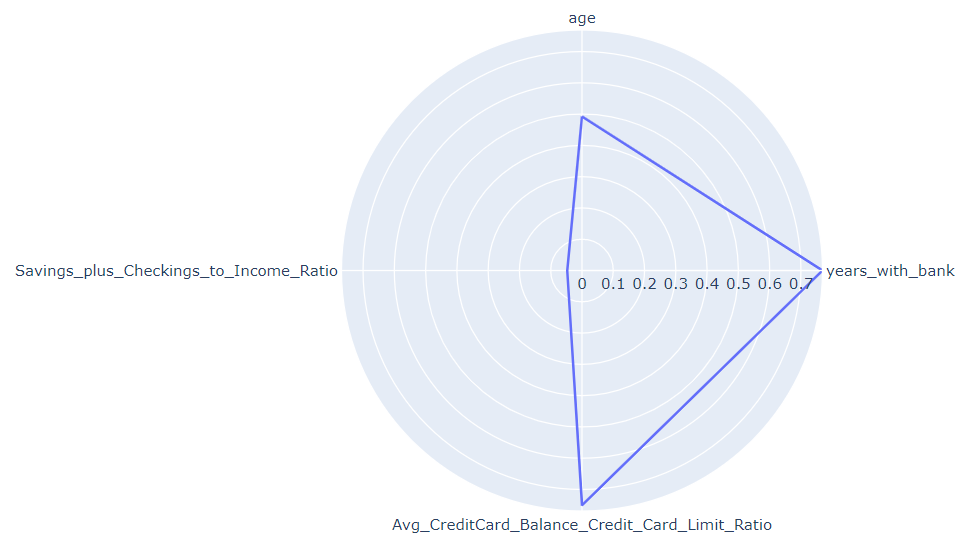 age
Savings_plus_Checkings_to_Income_Ratio
years_with_bank
0 0.1 0.2 0.3 0.4 0.5 0.6 0.7
Avg_CreditCard_Balance_Credit_Card_Limit_Ratio